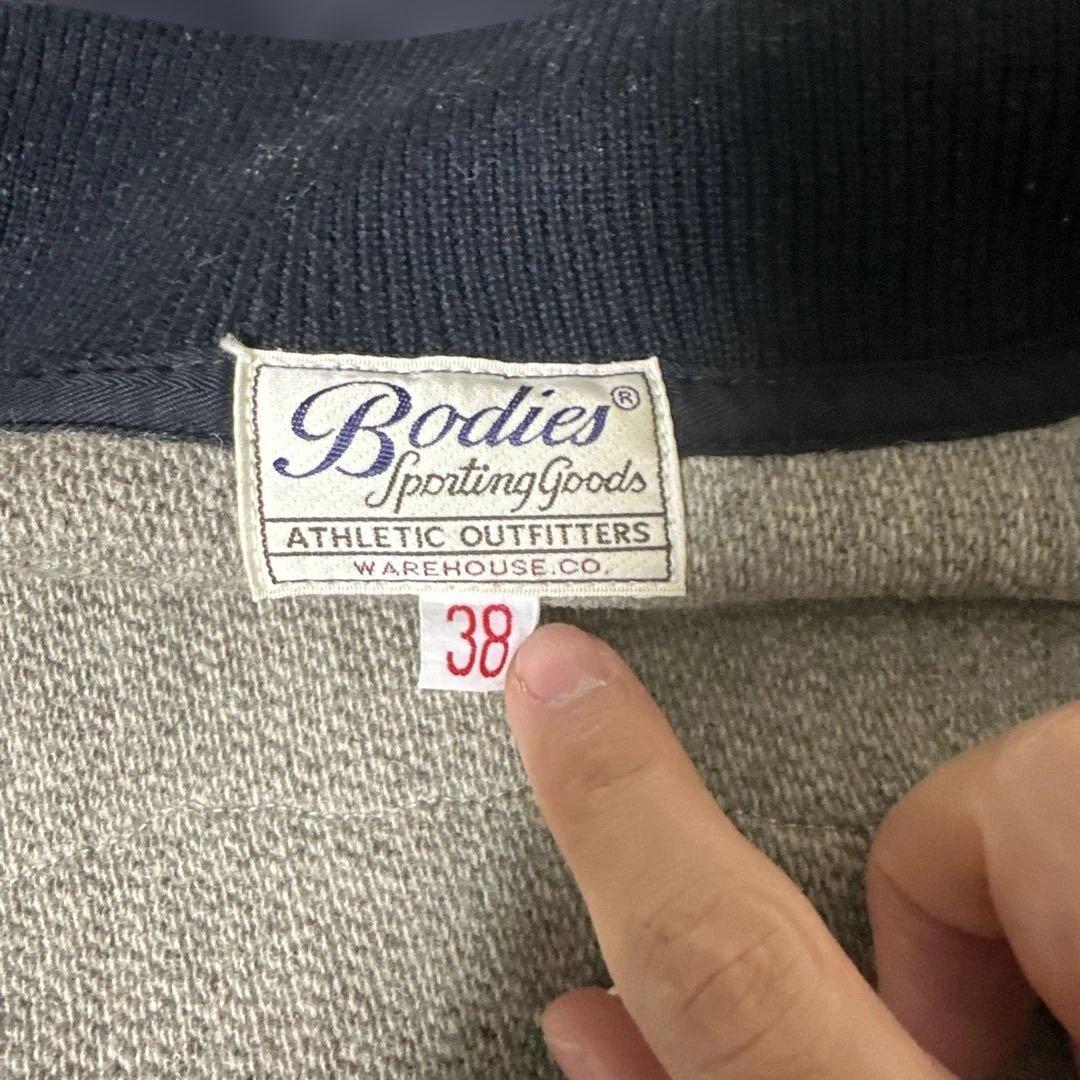 Bodies®
Sporting Goods
ATHLETIC OUTFITTERS
WAREHOUSE.CO.
38